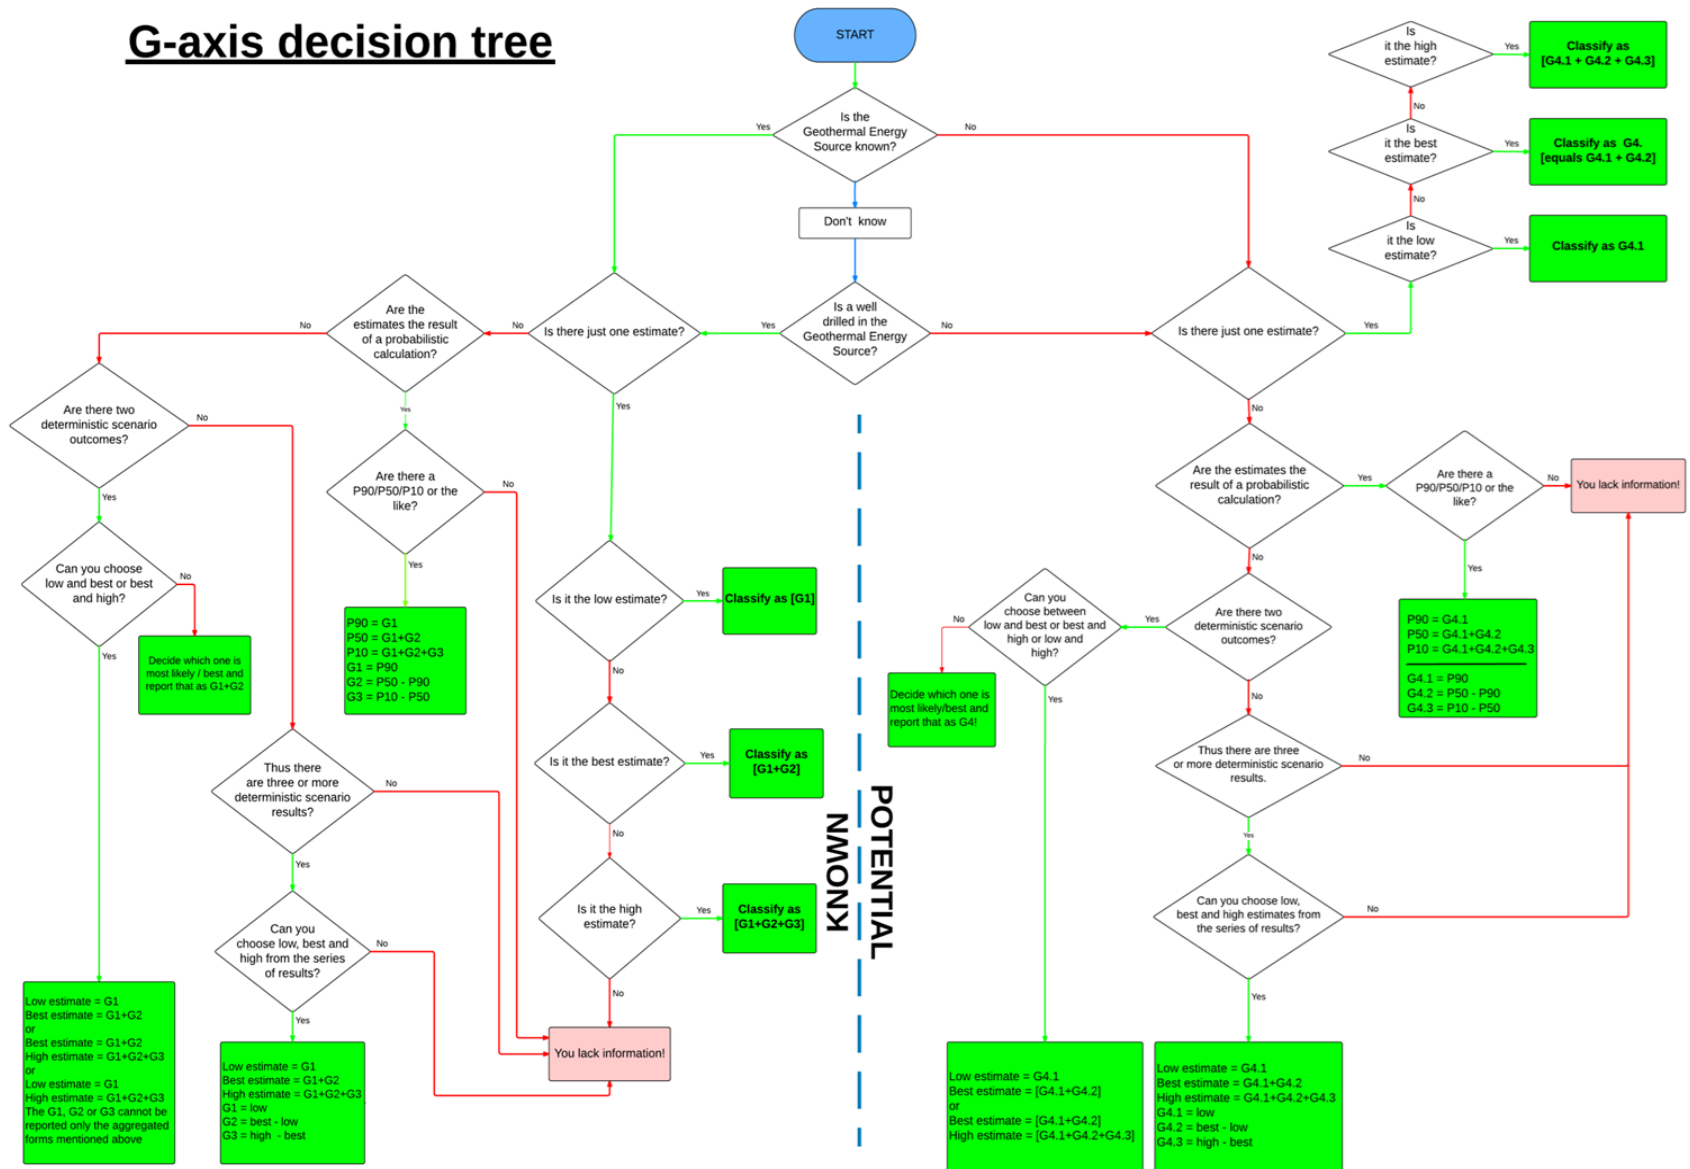 G-axis decision tree
START
Is the
Geothermal Energy
Source known?
Yes
No
Don't know
Is a well
drilled in the
Geothermal Energy
Source?
Yes
No
Is there just one estimate?
No
Yes
Are the
estimates the result
of a probabilistic
calculation?
No
Yes
Are there two
deterministic scenario
outcomes?
No
Yes
Can you choose
low and best or best
and high?
No
Yes
Decide which one is
most likely / best and
report that as G1+G2
Low estimate = G1
Best estimate = G1+G2
or
Best estimate = G1+G2
High estimate = G1+G2+G3
or
Low estimate = G1
High estimate = G1+G2+G3
The G1, G2 or G3 cannot be
reported only the aggregated
forms mentioned above
Are there a
P90/P50/P10 or the
like?
No
Yes
P90 = G1
P50 = G1+G2
P10 = G1+G2+G3
G1 = P90
G2 = P50 - P90
G3 = P10 - P50
Thus there
are three or more
deterministic scenario
results?
No
Yes
Can you
choose low, best and
high from the series
of results?
No
Yes
Low estimate = G1
Best estimate = G1+G2
High estimate = G1+G2+G3
G1 = low
G2 = best - low
G3 = high - best
Is it the low estimate?
Yes
Classify as [G1]
No
Is it the best estimate?
Yes
Classify as
[G1+G2]
No
Is it the high
estimate?
Yes
Classify as
[G1+G2+G3]
No
You lack information!
KNOWN
POTENTIAL
Is there just one estimate?
Yes
No
Is
it the low
estimate?
Yes
Classify as G4.1
No
Is
it the best
estimate?
Yes
Classify as G4.
[equals G4.1 + G4.2]
No
Is
it the high
estimate?
Yes
Classify as
[G4.1 + G4.2 + G4.3]
Are the estimates the
result of a probabilistic
calculation?
Yes
No
Are there a
P90/P50/P10 or the
like?
No
You lack information!
Yes
P90 = G4.1
P50 = G4.1+G4.2
P10 = G4.1+G4.2+G4.3
G4.1 = P90
G4.2 = P50 - P90
G4.3 = P10 - P50
Are there two
deterministic scenario
outcomes?
Yes
No
Can you
choose between
low and best or best and
high or low and
high?
No
Yes
Decide which one is
most likely/best and
report that as G4!
Low estimate = G4.1
Best estimate = [G4.1+G4.2]
or
Best estimate = [G4.1+G4.2]
High estimate = [G4.1+G4.2+G4.3]
Thus there are three
or more deterministic scenario
results.
No
Yes
Can you choose low,
best and high estimates from
the series of results?
No
Yes
Low estimate = G4.1
Best estimate = G4.1+G4.2
High estimate = G4.1+G4.2+G4.3
G4.1 = low
G4.2 = best - low
G4.3 = high - best